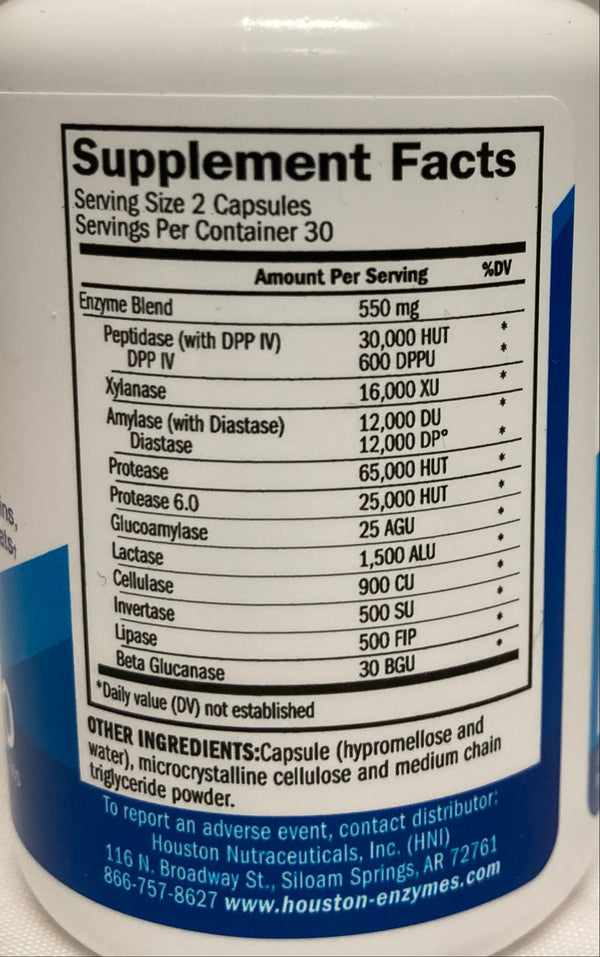 Supplement Facts
Serving Size 2 Capsules
Servings Per Container 30
Amount Per Serving %DV
Enzyme Blend 550 mg
Peptidase (with DPP IV) 30,000 HUT *
DPP IV 600 DPPU *
Xylanase 16,000 XU *
Amylase (with Diastase) 12,000 DU *
Diastase 12,000 DP° *
Protease 65,000 HUT *
Protease 6.0 25,000 HUT *
Glucoamylase 25 AGU *
Lactase 1,500 ALU *
Cellulase 900 CU *
Invertase 500 SU *
Lipase 500 FIP *
Beta Glucanase 30 BGU *
*Daily value (DV) not established
OTHER INGREDIENTS:Capsule (hypromellose and
water), microcrystalline cellulose and medium chain
triglyceride powder.
To report an adverse event, contact distributor:
Houston Nutraceuticals, Inc. (HNI)
116 N. Broadway St., Siloam Springs, AR 72761
866-757-8627 www.houston-enzymes.com